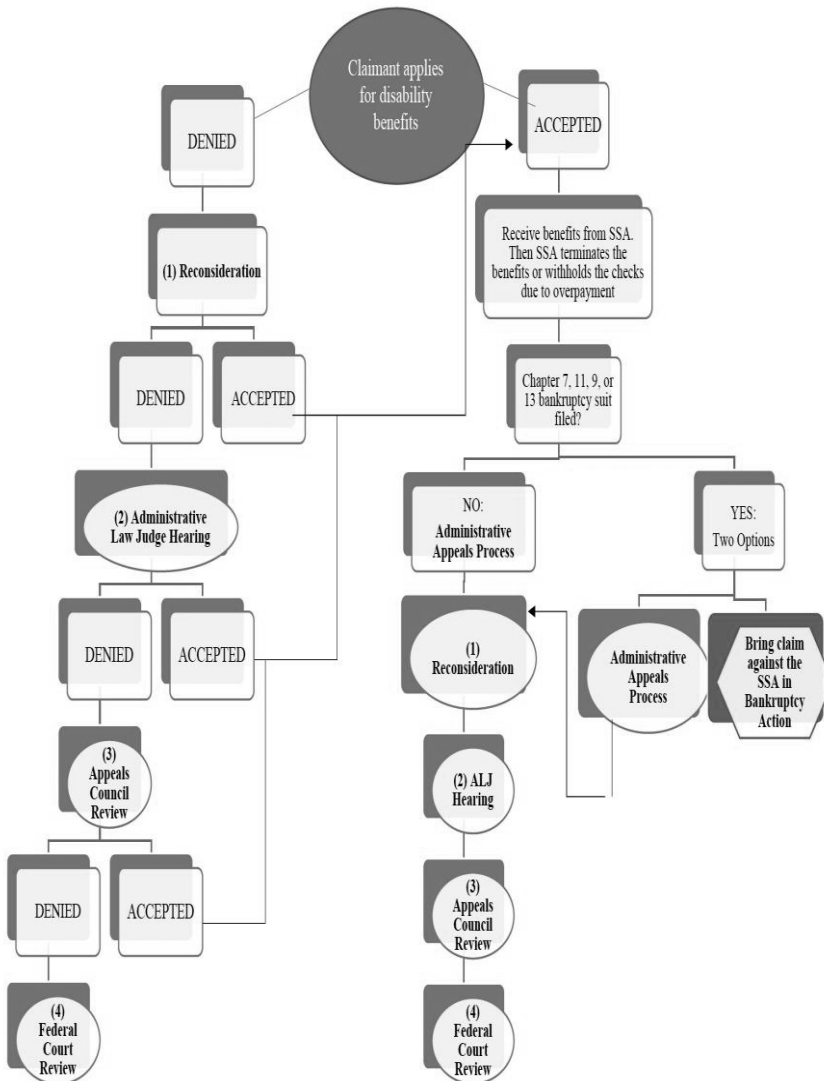 Claimant applies
for disability
benefits
DENIED
ACCEPTED
(1) Reconsideration
Receive benefits from SSA.
Then SSA terminates the
benefits or withholds the checks
due to overpayment
DENIED
ACCEPTED
Chapter 7, 11, 9, or
13 bankruptcy suit
filed?
(2) Administrative
Law Judge Hearing
NO:
Administrative
Appeals Process
YES:
Two Options
DENIED
ACCEPTED
(1)
Reconsideration
Administrative
Appeals
Process
Bring claim
against the
SSA in
Bankruptcy
Action
(3)
Appeals
Council
Review
(2) ALJ
Hearing
DENIED
ACCEPTED
(3)
Appeals
Council
Review
(4)
Federal
Court
Review
(4)
Federal
Court
Review